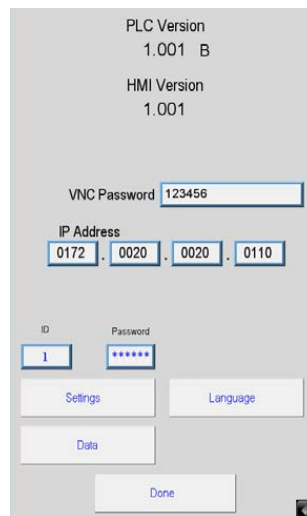 PLC Version
1.001 B
HMI Version
1.001
VNC Password 123456
IP Address
0172 . 0020 . 0020 . 0110
ID Password
1 ******
Settings Language
Data
Done